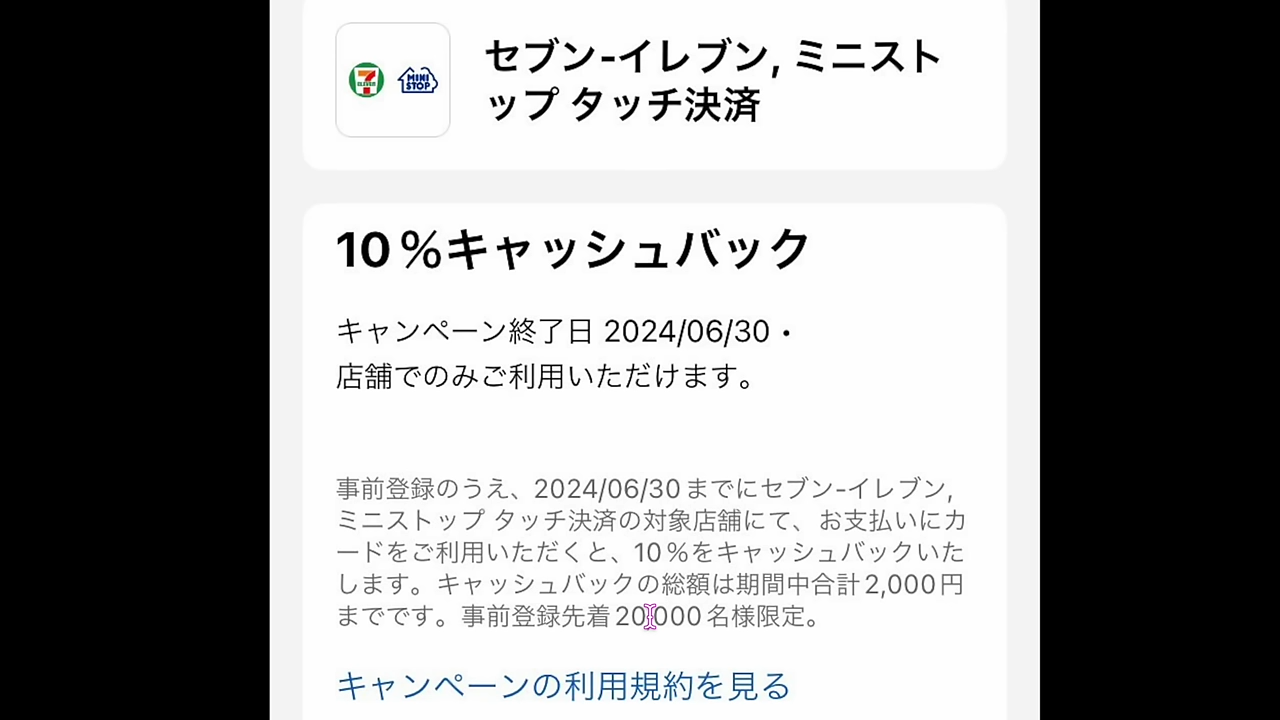 セブン-イレブン, ミニスト
ップ タッチ決済
7
ELEVEN
MINI
STOP
10%キャッシュバック
キャンペーン終了日 2024/06/30・
店舗でのみご利用いただけます。
事前登録のうえ、2024/06/30までにセブン-イレブン,
ミニストップ タッチ決済の対象店舗にて、お支払いにカ
ードをご利用いただくと、10%をキャッシュバックいた
します。キャッシュバックの総額は期間中合計2,000円
までです。事前登録先着20,000名様限定。
キャンペーンの利用規約を見る